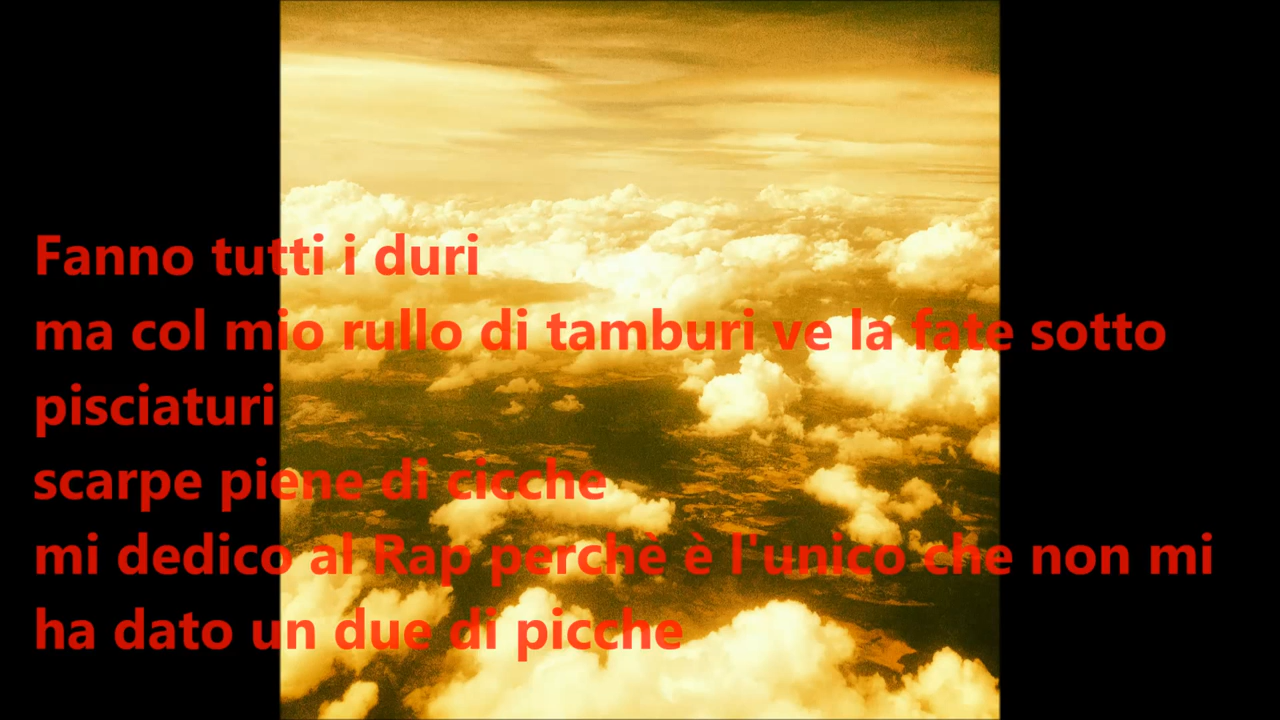 Fanno tutti i duri
ma col mio rullo di tamburi ve la fate sotto
pisciaturi
scarpe piene di cicche
mi dedico al Rap perchè è l'unico che non mi
ha dato un due di picche